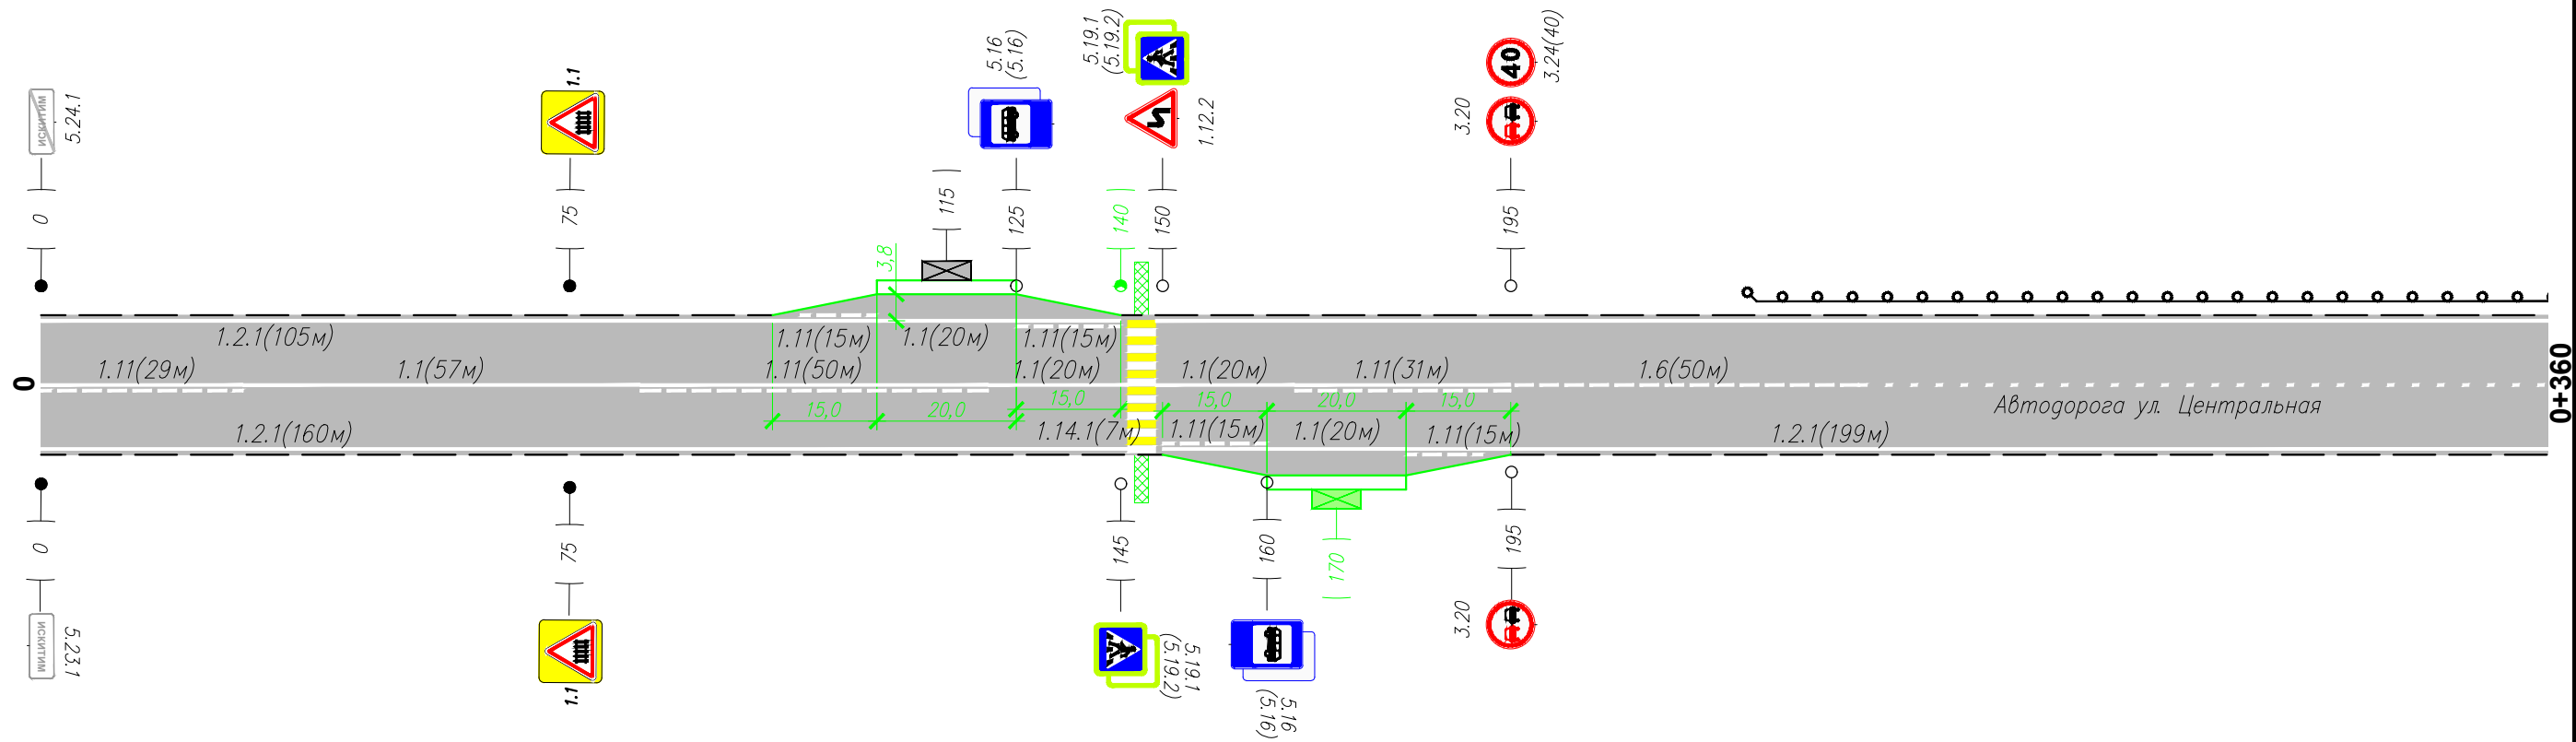 ИСКИТИМ
5.24.1
0
1.1
75
115
5.16
(5.16)
125
5.19.1
(5.19.2)
140
1.12.2
150
3.20
40
3.24(40)
195
3,8
1.2.1(105м)
1.11(15м)
1.1(20м)
1.11(15м)
1.11(29м)
1.1(57м)
1.11(50м)
1.1(20м)
1.1(20м)
1.11(31м)
1.6(50м)
0
0+360
15,0
20,0
15,0
15,0
20,0
15,0
Автодорога ул. Центральная
1.2.1(160м)
1.14.1(7м)
1.11(15м)
1.1(20м)
1.11(15м)
1.2.1(199м)
0
ИСКИТИМ
5.23.1
75
1.1
145
5.19.1
(5.19.2)
160
5.16
(5.16)
170
195
3.20